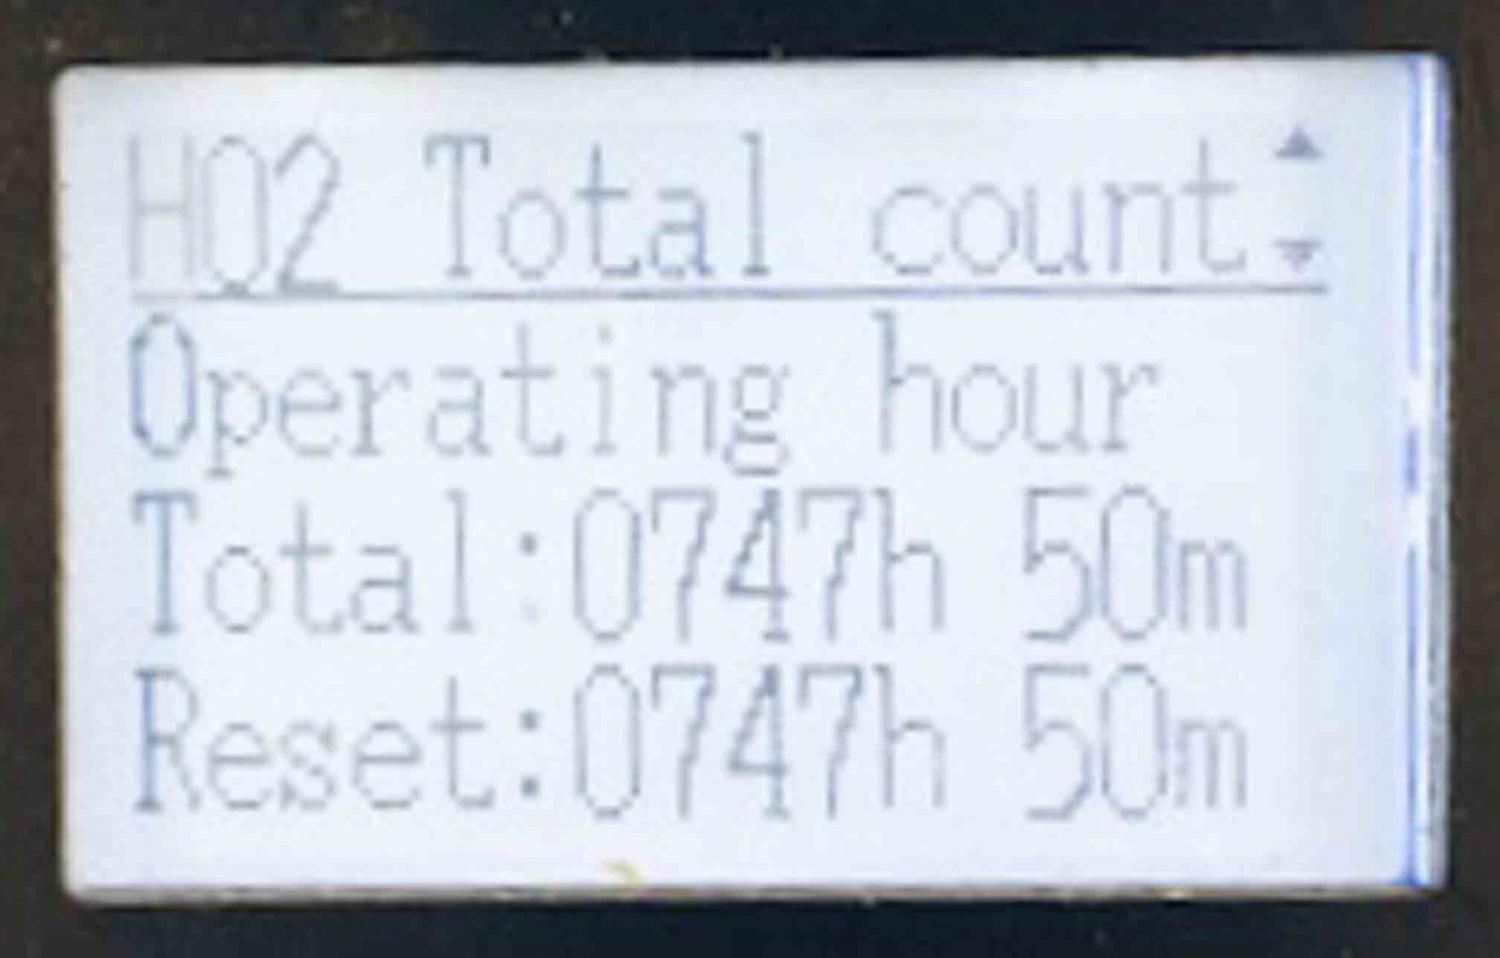 H02 Total count
Operating hour
Total:0747h 50m
Reset:0747h 50m